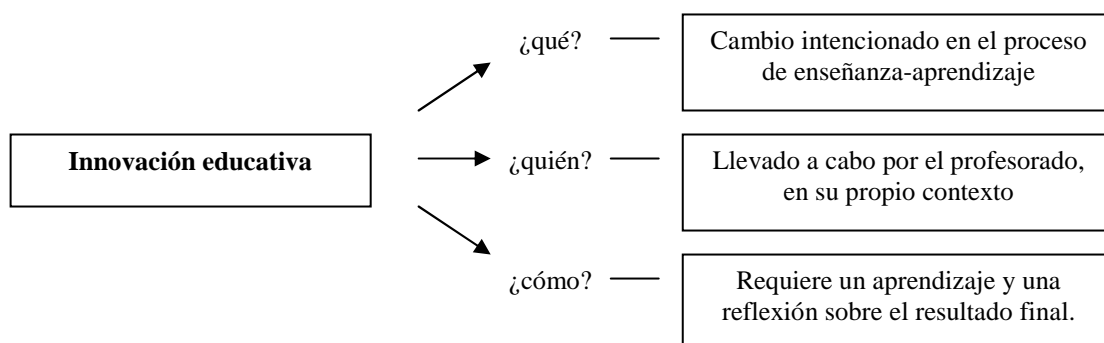 ¿qué?
Cambio intencionado en el proceso
de enseñanza-aprendizaje
Innovación educativa
¿quién?
Llevado a cabo por el profesorado,
en su propio contexto
¿cómo?
Requiere un aprendizaje y una
reflexión sobre el resultado final.